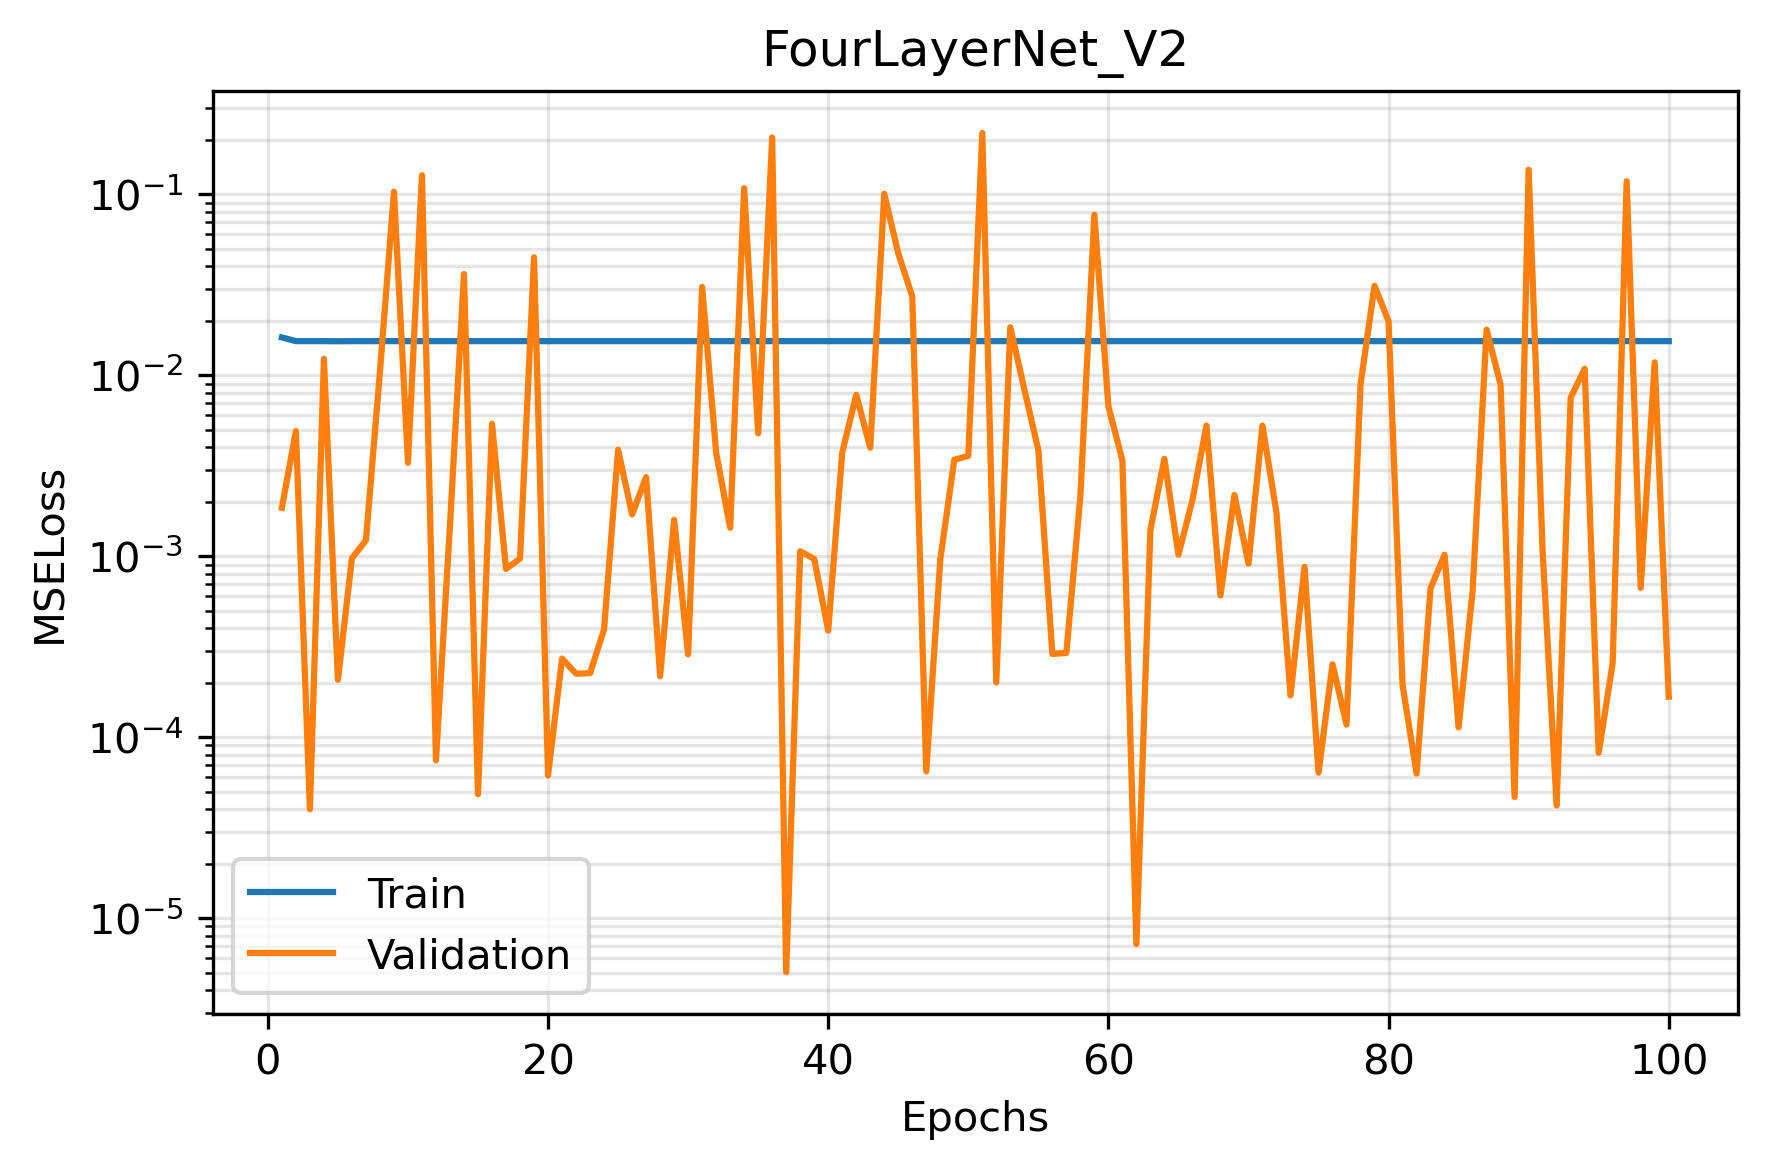 FourLayerNet_V2
MSELoss
10⁻¹
10⁻²
10⁻³
10⁻⁴
10⁻⁵
Train
Validation
0 20 40 60 80 100
Epochs